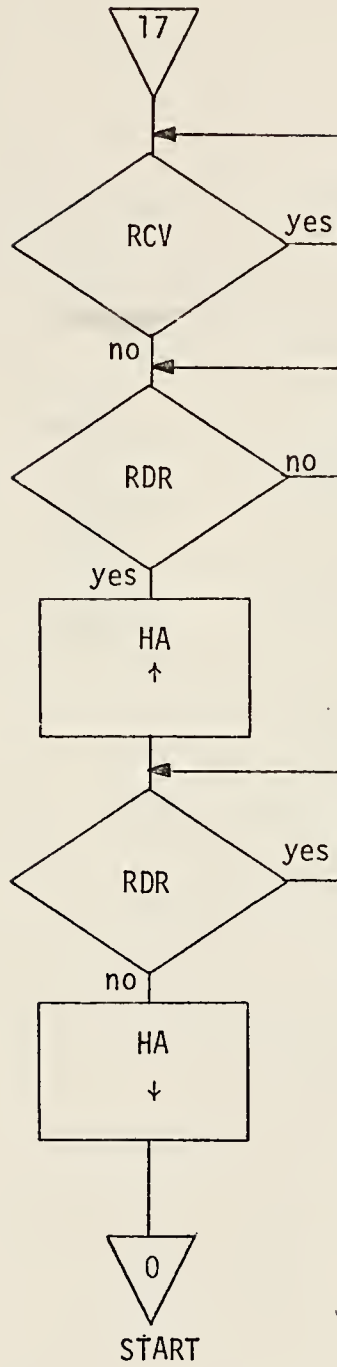 17
RCV
yes
no
RDR
no
yes
HA
↑
RDR
yes
no
HA
↓
0
START